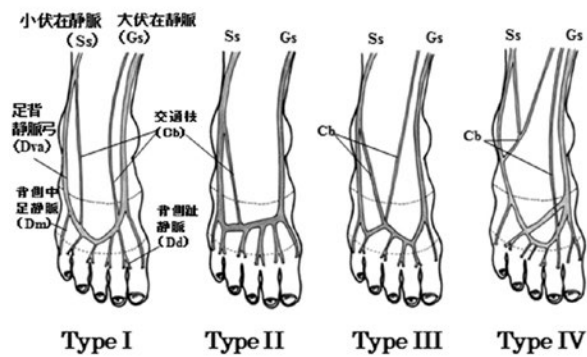 小伏在静脈
(Ss)
大伏在静脈
(Gs)
足背
静脈弓
(Dva)
背側中
足静脈
(Dm)
交通枝
(Cb)
背側趾
静脈
(Dd)
Ss
Gs
Ss
Gs
Cb
Ss
Gs
Cb
Type I
Type II
Type III
Type IV